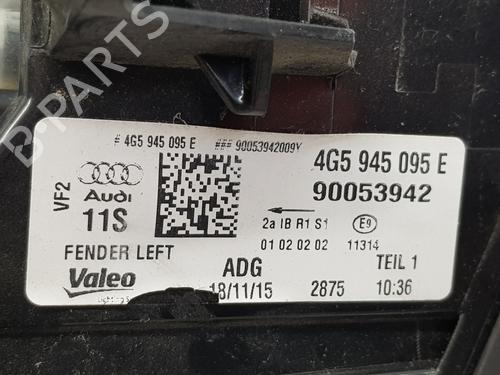 # 4G5 945 095 E ### 90053942009Y
4G5 945 095 E
90053942
VF2
Audi
11S
2a IB R1 S1 E9
01 02 02 02 11314
FENDER LEFT
TEIL 1
Valeo
ADG
18/11/15 2875 10:36
B-PARTS